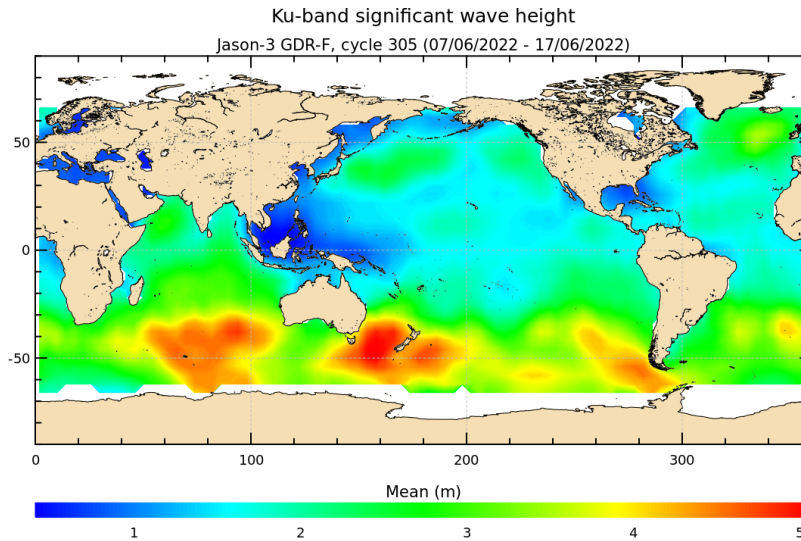 Ku-band significant wave height
Jason-3 GDR-F, cycle 305 (07/06/2022 - 17/06/2022)
50
0
-50
0 100 200 300
Mean (m)
1 2 3 4 5